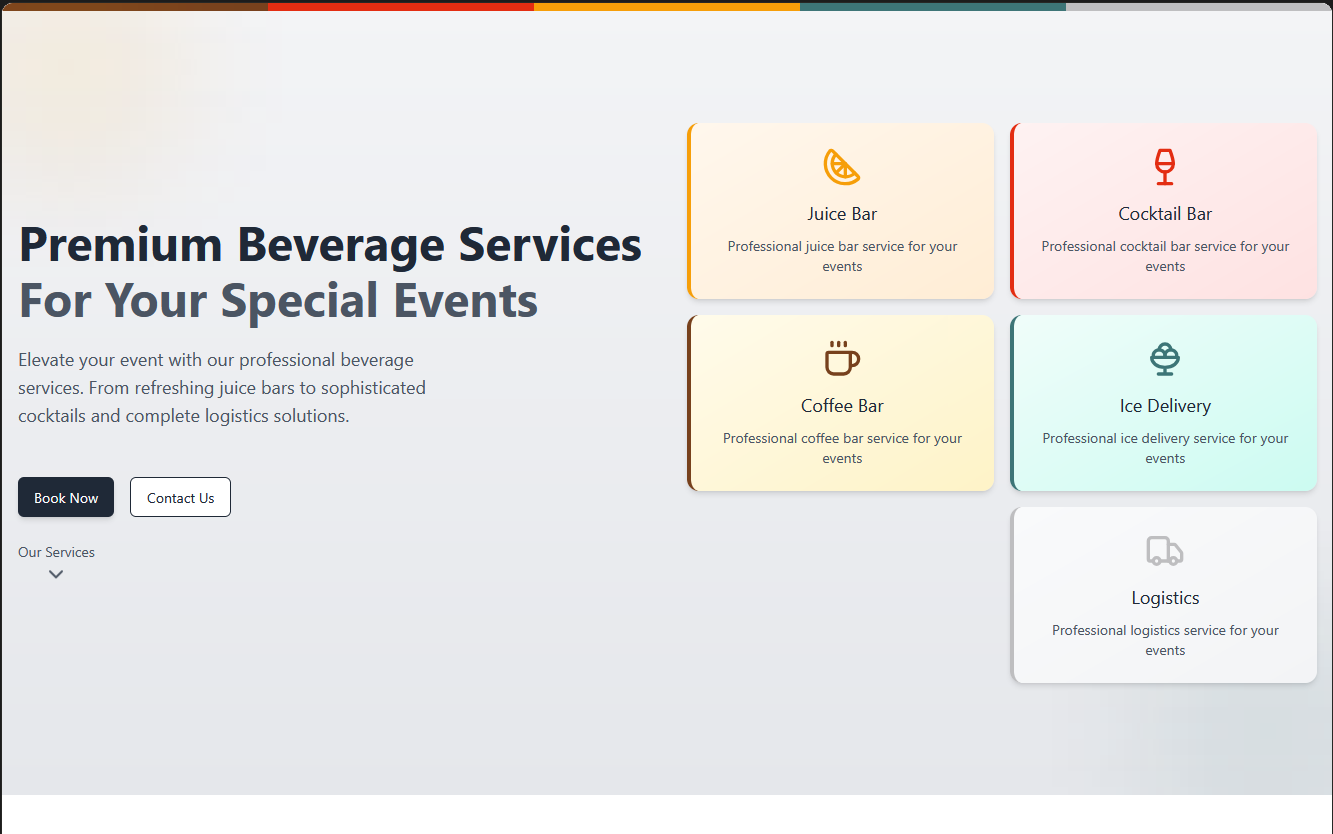 Premium Beverage Services
For Your Special Events
Elevate your event with our professional beverage
services. From refreshing juice bars to sophisticated
cocktails and complete logistics solutions.
Book Now
Contact Us
Our Services
Juice Bar
Professional juice bar service for your
events
Cocktail Bar
Professional cocktail bar service for your
events
Coffee Bar
Professional coffee bar service for your
events
Ice Delivery
Professional ice delivery service for your
events
Logistics
Professional logistics service for your
events